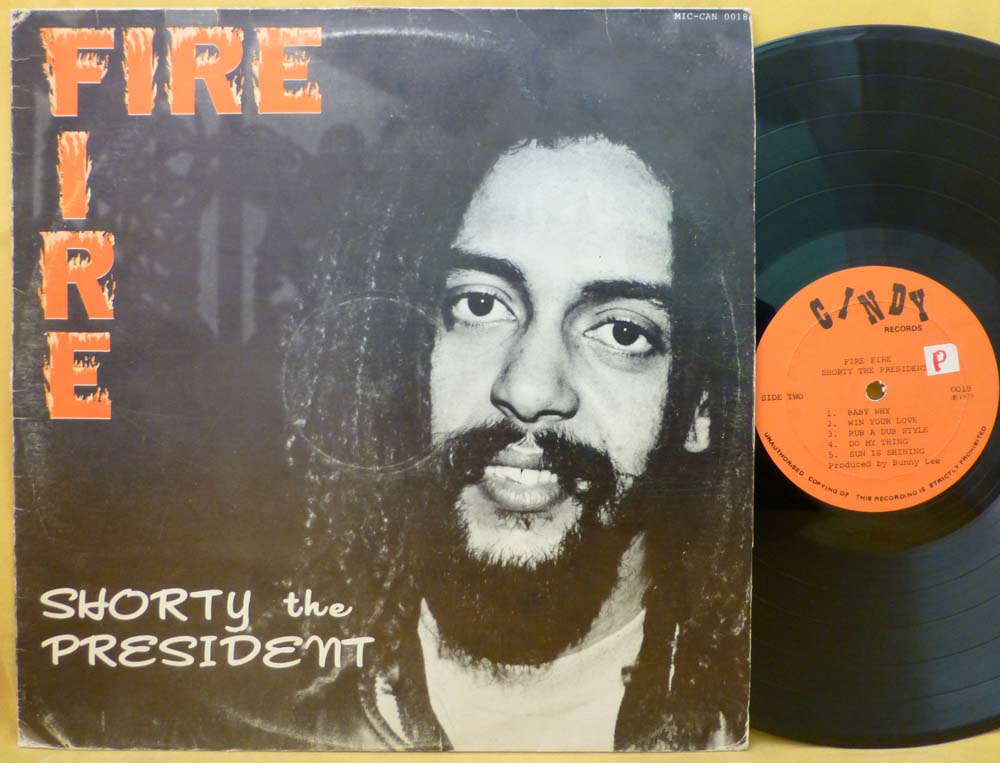 MIC-CAN 0018
FIRE
FIRE
SHORTY the
PRESIDENT
CINDY
RECORDS
FIRE FIRE
SHORTY THE PRESIDENT
P
SIDE TWO
0018
1. BABY WHY
2. WIN YOUR LOVE
3. RUB A DUB STYLE
4. DO MY THING
5. SUN IS SHINING
Produced by Bunny Lee
UNAUTHORISED COPYING OF THIS RECORDING IS STRICTLY PROHIBITED